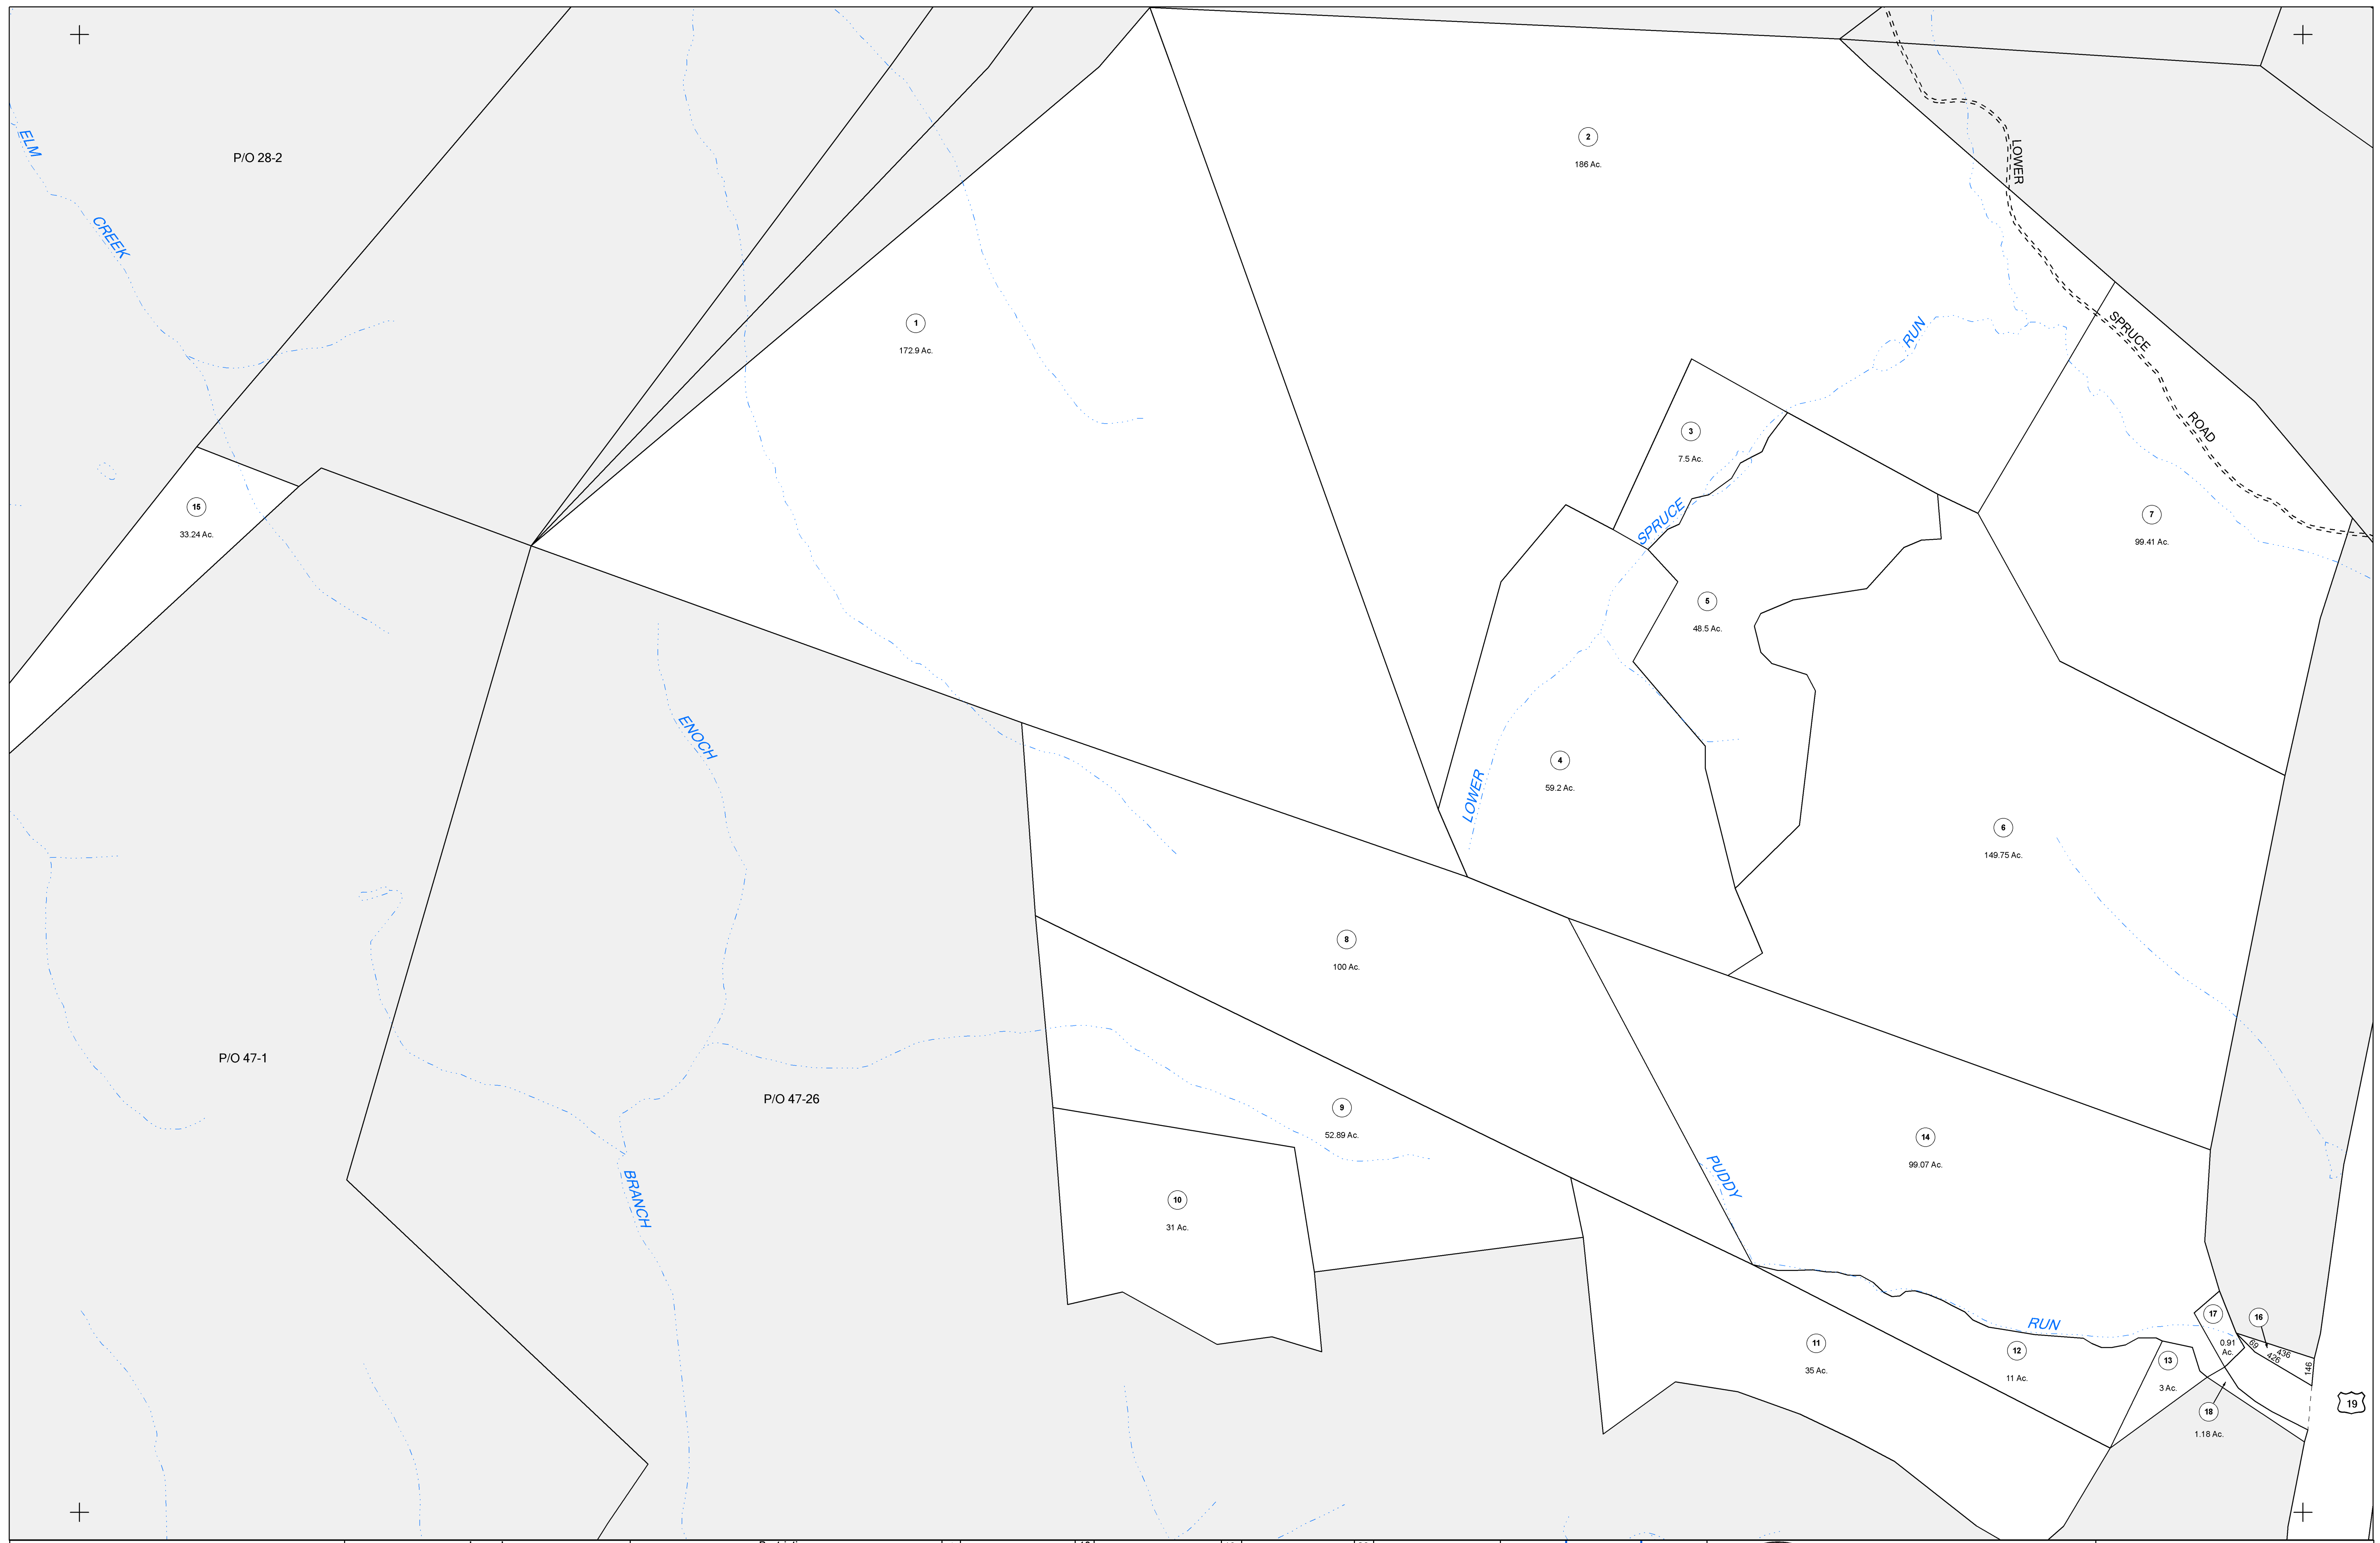 P/O 28-2
ELM
CREEK
2
186 Ac.
LOWER
SPRUCE
ROAD
1
172.9 Ac.
RUN
3
7.5 Ac.
SPRUCE
LOWER
15
33.24 Ac.
7
99.41 Ac.
5
48.5 Ac.
4
59.2 Ac.
6
149.75 Ac.
ENOCH
BRANCH
8
100 Ac.
P/O 47-1
P/O 47-26
9
52.89 Ac.
14
99.07 Ac.
PUDDY
RUN
10
31 Ac.
17
0.91
Ac.
16
69
436
426
146
11
35 Ac.
12
11 Ac.
13
3 Ac.
18
1.18 Ac.
19